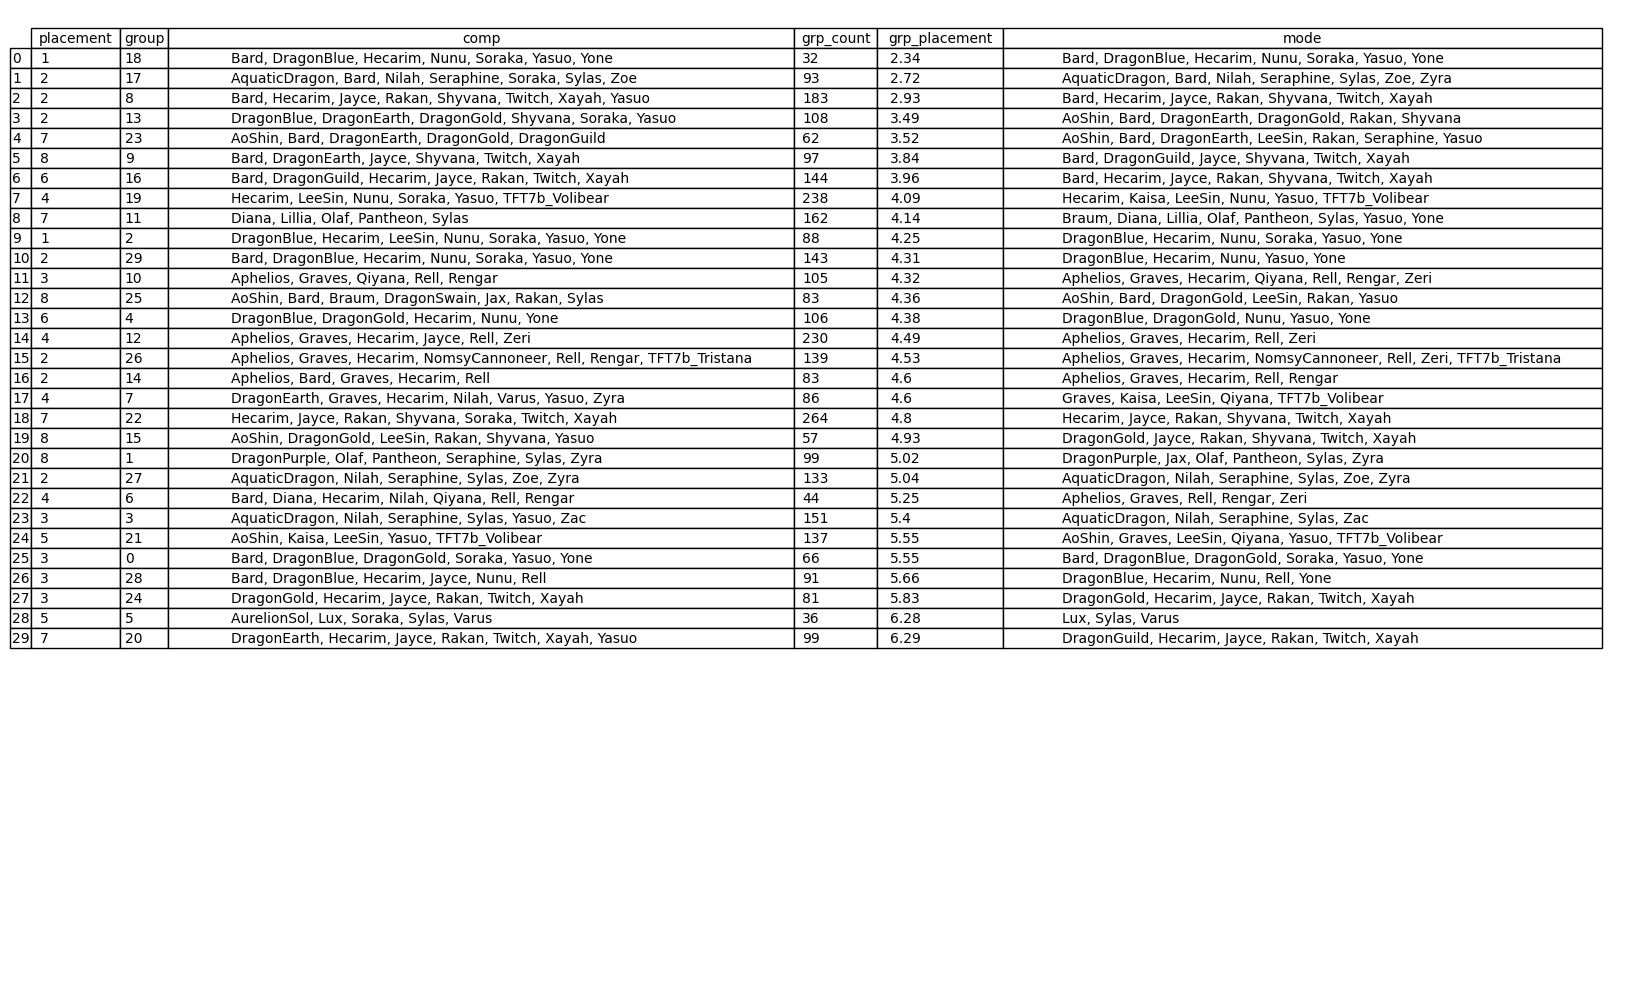 placement group comp grp_count grp_placement mode
0 1 18 Bard, DragonBlue, Hecarim, Nunu, Soraka, Yasuo, Yone 32 2.34 Bard, DragonBlue, Hecarim, Nunu, Soraka, Yasuo, Yone
1 2 17 AquaticDragon, Bard, Nilah, Seraphine, Soraka, Sylas, Zoe 93 2.72 AquaticDragon, Bard, Nilah, Seraphine, Sylas, Zoe, Zyra
2 2 8 Bard, Hecarim, Jayce, Rakan, Shyvana, Twitch, Xayah, Yasuo 183 2.93 Bard, Hecarim, Jayce, Rakan, Shyvana, Twitch, Xayah
3 2 13 DragonBlue, DragonEarth, DragonGold, Shyvana, Soraka, Yasuo 108 3.49 AoShin, Bard, DragonEarth, DragonGold, Rakan, Shyvana
4 7 23 AoShin, Bard, DragonEarth, DragonGold, DragonGuild 62 3.52 AoShin, Bard, DragonEarth, LeeSin, Rakan, Seraphine, Yasuo
5 8 9 Bard, DragonEarth, Jayce, Shyvana, Twitch, Xayah 97 3.84 Bard, DragonGuild, Jayce, Shyvana, Twitch, Xayah
6 6 16 Bard, DragonGuild, Hecarim, Jayce, Rakan, Twitch, Xayah 144 3.96 Bard, Hecarim, Jayce, Rakan, Shyvana, Twitch, Xayah
7 4 19 Hecarim, LeeSin, Nunu, Soraka, Yasuo, TFT7b_Volibear 238 4.09 Hecarim, Kaisa, LeeSin, Nunu, Yasuo, TFT7b_Volibear
8 7 11 Diana, Lillia, Olaf, Pantheon, Sylas 162 4.14 Braum, Diana, Lillia, Olaf, Pantheon, Sylas, Yasuo, Yone
9 1 2 DragonBlue, Hecarim, LeeSin, Nunu, Soraka, Yasuo, Yone 88 4.25 DragonBlue, Hecarim, Nunu, Soraka, Yasuo, Yone
10 2 29 Bard, DragonBlue, Hecarim, Nunu, Soraka, Yasuo, Yone 143 4.31 DragonBlue, Hecarim, Nunu, Yasuo, Yone
11 3 10 Aphelios, Graves, Qiyana, Rell, Rengar 105 4.32 Aphelios, Graves, Hecarim, Qiyana, Rell, Rengar, Zeri
12 8 25 AoShin, Bard, Braum, DragonSwain, Jax, Rakan, Sylas 83 4.36 AoShin, Bard, DragonGold, LeeSin, Rakan, Yasuo
13 6 4 DragonBlue, DragonGold, Hecarim, Nunu, Yone 106 4.38 DragonBlue, DragonGold, Nunu, Yasuo, Yone
14 4 12 Aphelios, Graves, Hecarim, Jayce, Rell, Zeri 230 4.49 Aphelios, Graves, Hecarim, Rell, Zeri
15 2 26 Aphelios, Graves, Hecarim, NomsyCannoneer, Rell, Rengar, TFT7b_Tristana 139 4.53 Aphelios, Graves, Hecarim, NomsyCannoneer, Rell, Zeri, TFT7b_Tristana
16 2 14 Aphelios, Bard, Graves, Hecarim, Rell 83 4.6 Aphelios, Graves, Hecarim, Rell, Rengar
17 4 7 DragonEarth, Graves, Hecarim, Nilah, Varus, Yasuo, Zyra 86 4.6 Graves, Kaisa, LeeSin, Qiyana, TFT7b_Volibear
18 7 22 Hecarim, Jayce, Rakan, Shyvana, Soraka, Twitch, Xayah 264 4.8 Hecarim, Jayce, Rakan, Shyvana, Twitch, Xayah
19 8 15 AoShin, DragonGold, LeeSin, Rakan, Shyvana, Yasuo 57 4.93 DragonGold, Jayce, Rakan, Shyvana, Twitch, Xayah
20 8 1 DragonPurple, Olaf, Pantheon, Seraphine, Sylas, Zyra 99 5.02 DragonPurple, Jax, Olaf, Pantheon, Sylas, Zyra
21 2 27 AquaticDragon, Nilah, Seraphine, Sylas, Zoe, Zyra 133 5.04 AquaticDragon, Nilah, Seraphine, Sylas, Zoe, Zyra
22 4 6 Bard, Diana, Hecarim, Nilah, Qiyana, Rell, Rengar 44 5.25 Aphelios, Graves, Rell, Rengar, Zeri
23 3 3 AquaticDragon, Nilah, Seraphine, Sylas, Yasuo, Zac 151 5.4 AquaticDragon, Nilah, Seraphine, Sylas, Zac
24 5 21 AoShin, Kaisa, LeeSin, Yasuo, TFT7b_Volibear 137 5.55 AoShin, Graves, LeeSin, Qiyana, Yasuo, TFT7b_Volibear
25 3 0 Bard, DragonBlue, DragonGold, Soraka, Yasuo, Yone 66 5.55 Bard, DragonBlue, DragonGold, Soraka, Yasuo, Yone
26 3 28 Bard, DragonBlue, Hecarim, Jayce, Nunu, Rell 91 5.66 DragonBlue, Hecarim, Nunu, Rell, Yone
27 3 24 DragonGold, Hecarim, Jayce, Rakan, Twitch, Xayah 81 5.83 DragonGold, Hecarim, Jayce, Rakan, Twitch, Xayah
28 5 5 AurelionSol, Lux, Soraka, Sylas, Varus 36 6.28 Lux, Sylas, Varus
29 7 20 DragonEarth, Hecarim, Jayce, Rakan, Twitch, Xayah, Yasuo 99 6.29 DragonGuild, Hecarim, Jayce, Rakan, Twitch, Xayah